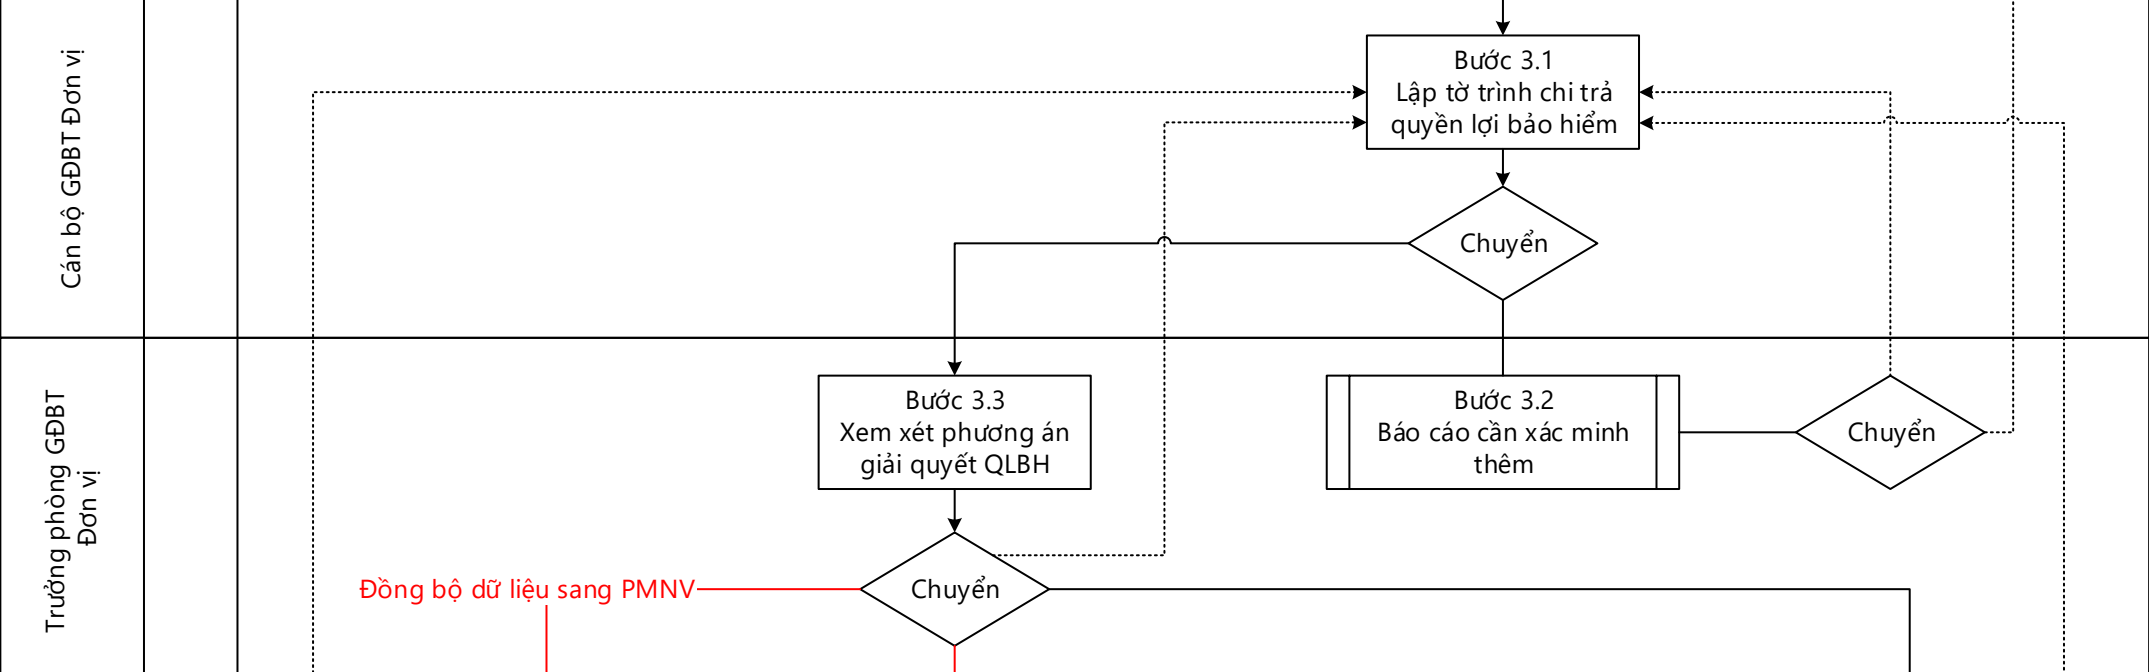 Cán bộ GĐBT Đơn vị
Bước 3.1
Lập tờ trình chi trả
quyền lợi bảo hiểm
Chuyển
Trưởng phòng GĐBT
Đơn vị
Bước 3.3
Xem xét phương án
giải quyết QLBH
Bước 3.2
Báo cáo cần xác minh
thêm
Chuyển
Đồng bộ dữ liệu sang PMNV
Chuyển